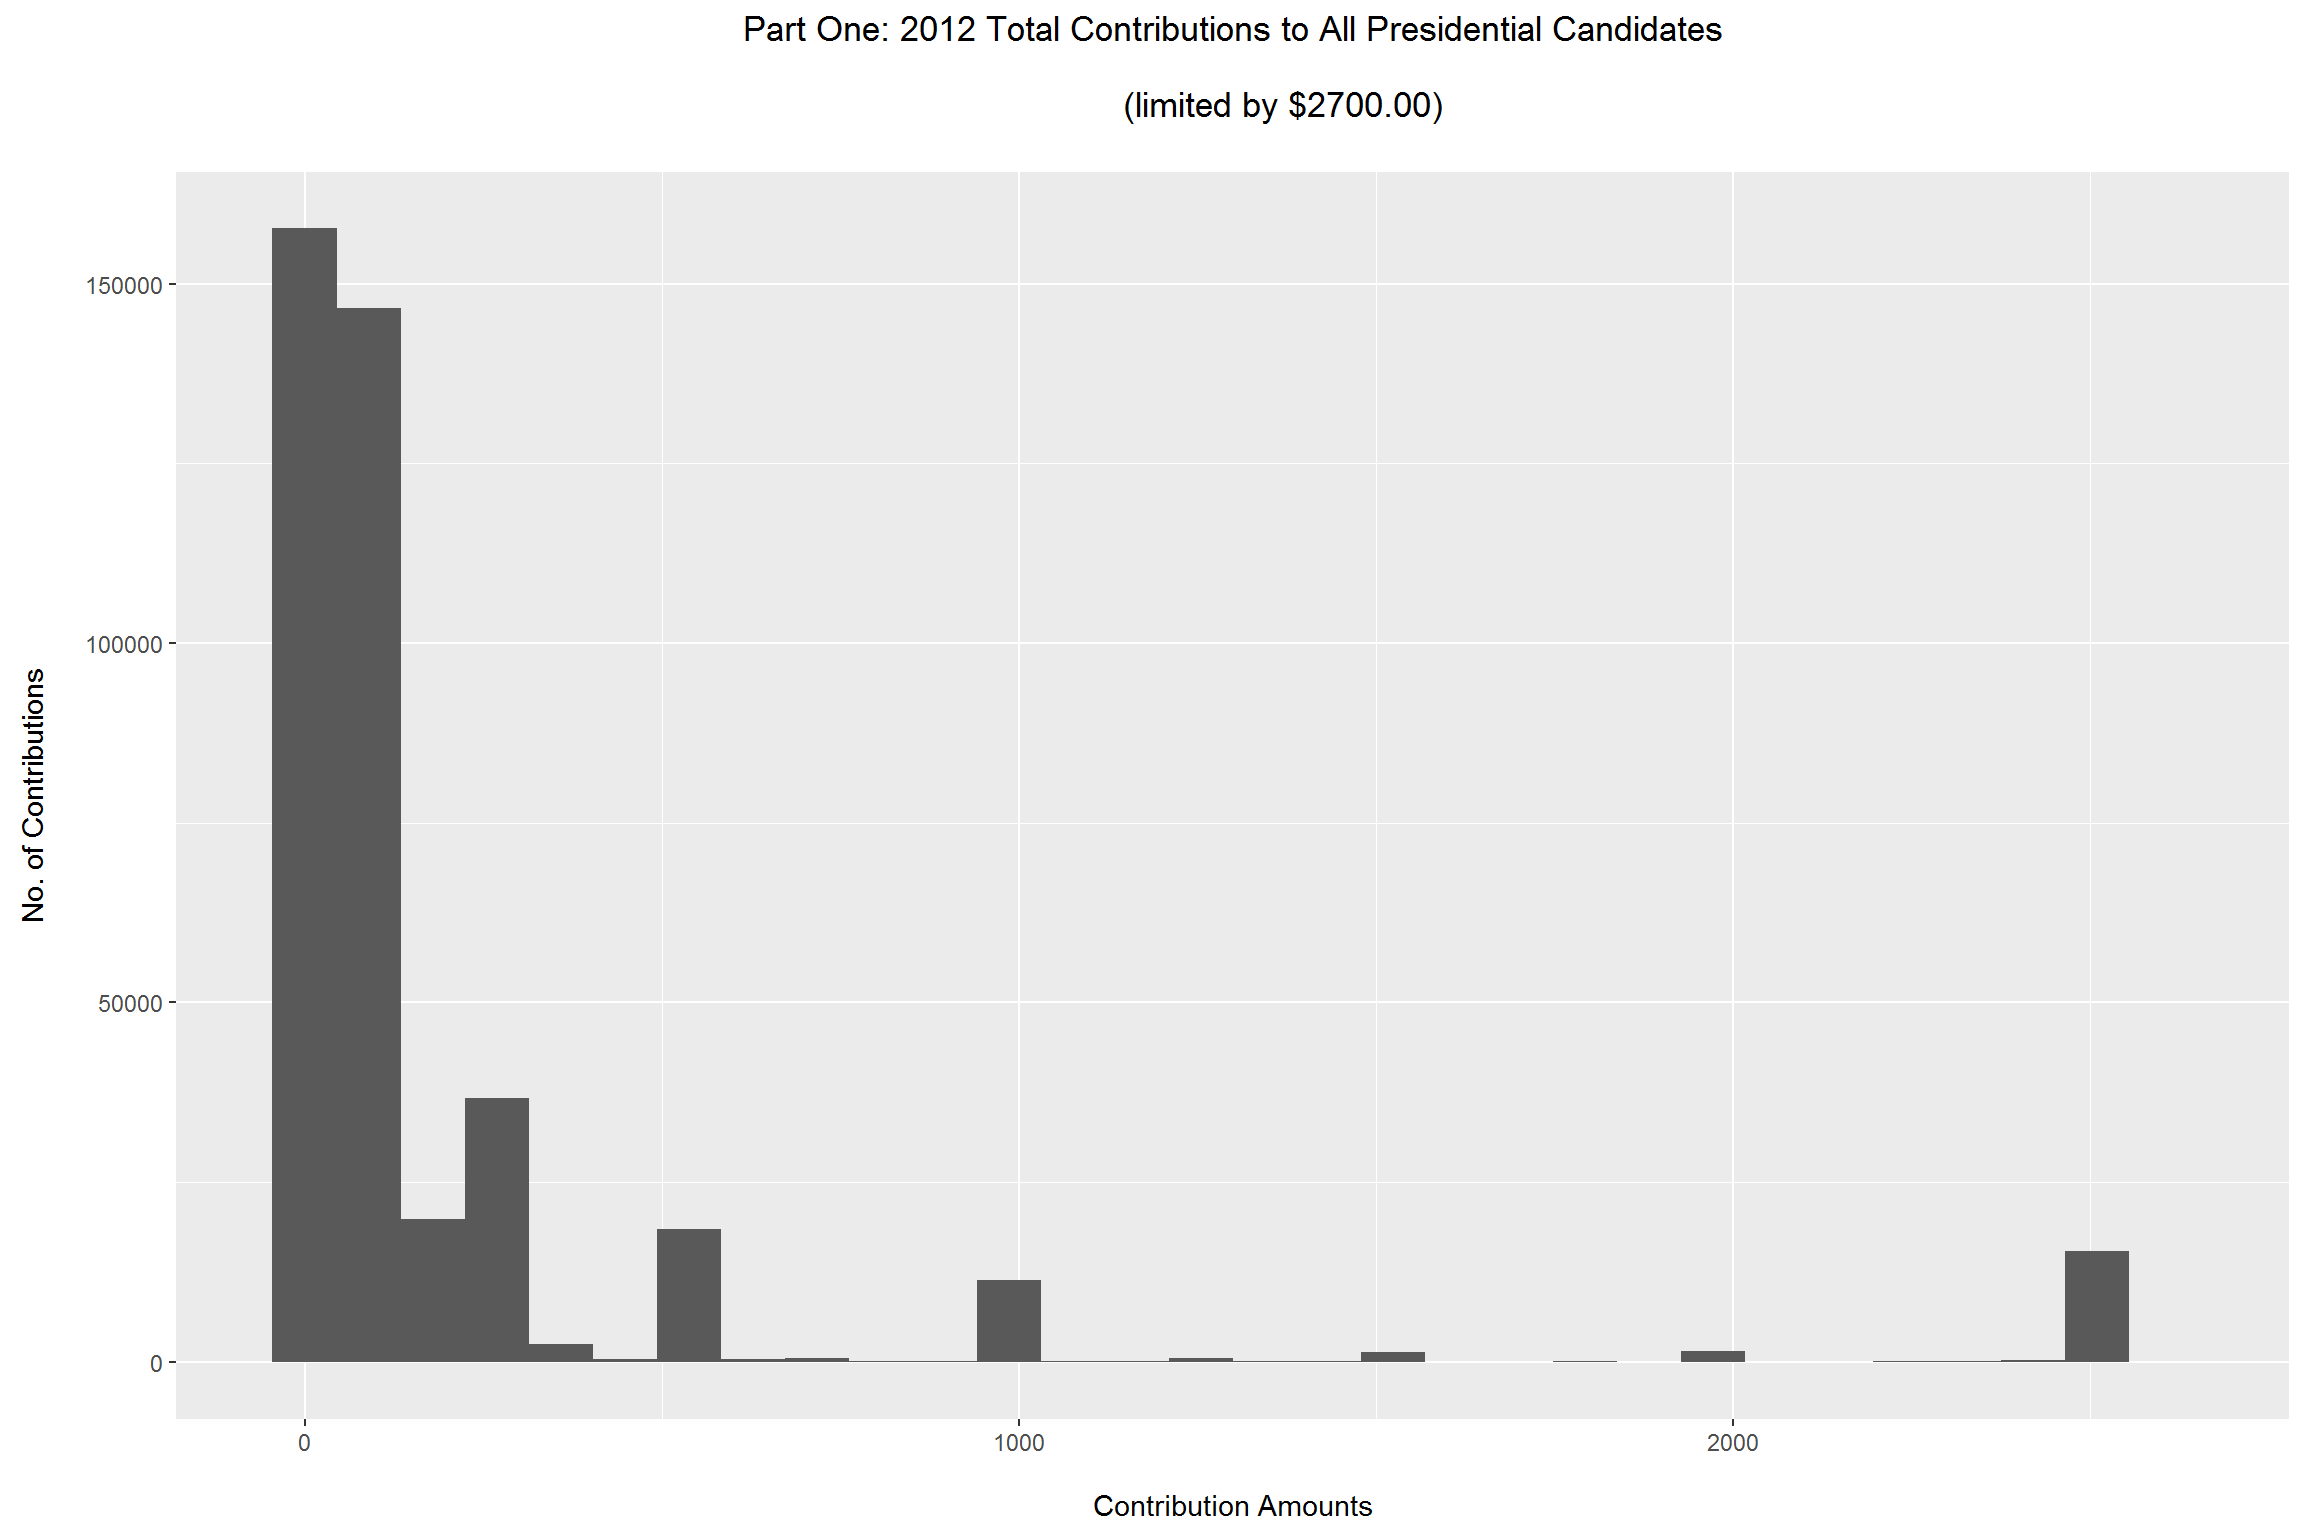 Part One: 2012 Total Contributions to All Presidential Candidates
(limited by $2700.00)
150000
100000
50000
0
No. of Contributions
0
1000
2000
Contribution Amounts